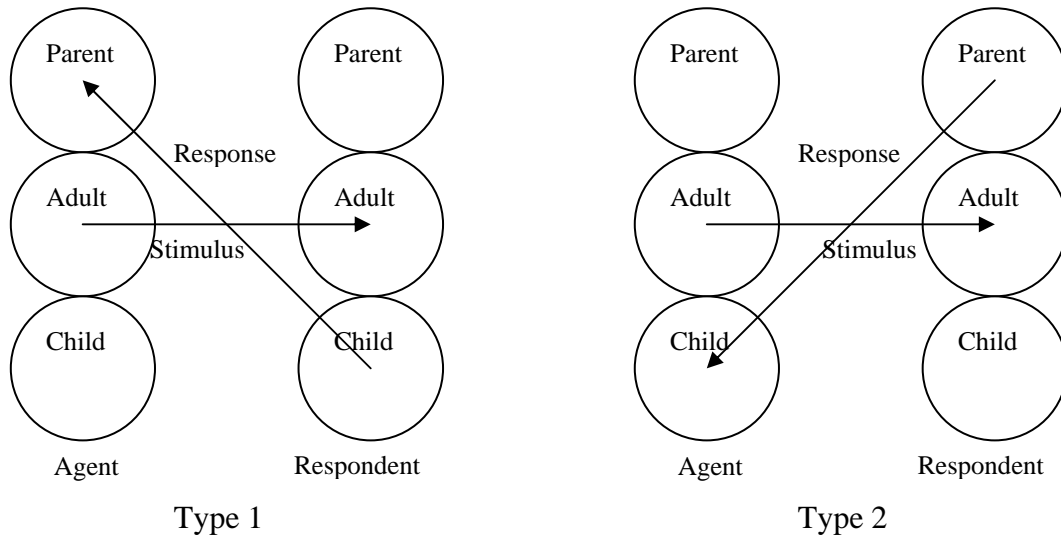 Parent Parent Parent Parent
Response Response
Adult Adult Adult Adult
Stimulus Stimulus
Child Child Child Child
Agent Respondent Agent Respondent
Type 1 Type 2